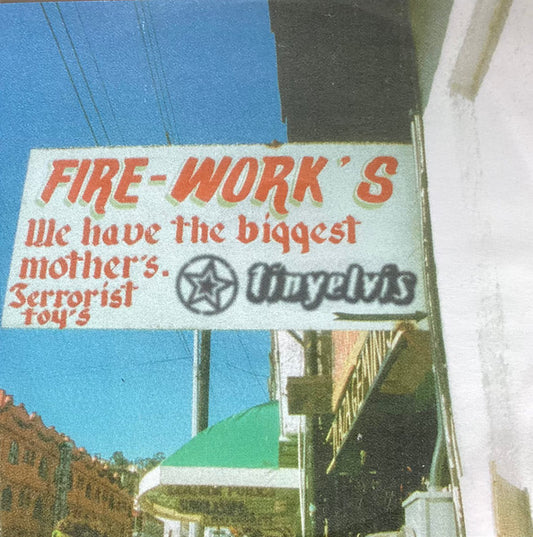 FIRE-WORK'S
We have the biggest
mother's.
Terrorist
toy's
tinyelvis